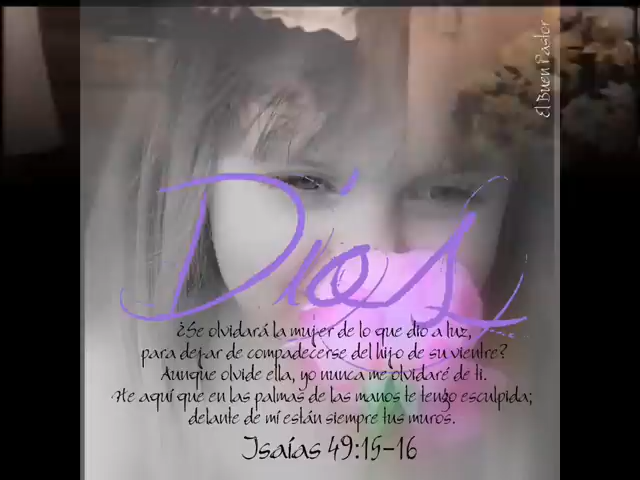 El Buen Pastor
Dios
¿Se olvidará la mujer de lo que dio a luz,
para dejar de compadecerse del hijo de su vientre?
Aunque olvide ella, yo nunca me olvidaré de ti.
He aquí que en las palmas de las manos te tengo esculpida;
delante de mí están siempre tus muros.
Isaías 49:15-16